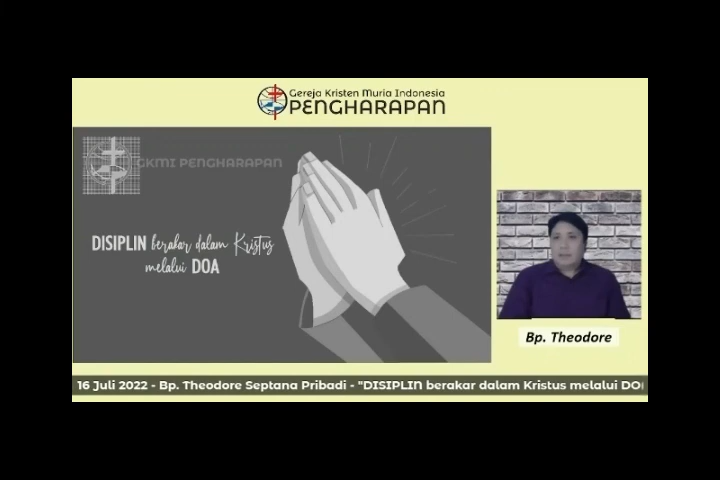 Gereja Kristen Muria Indonesia
PENGHARAPAN
GKMI PENGHARAPAN
DISIPLIN berakar dalam Kristus
melalui DOA
Bp. Theodore
16 Juli 2022 - Bp. Theodore Septana Pribadi - "DISIPLIN berakar dalam Kristus melalui DO